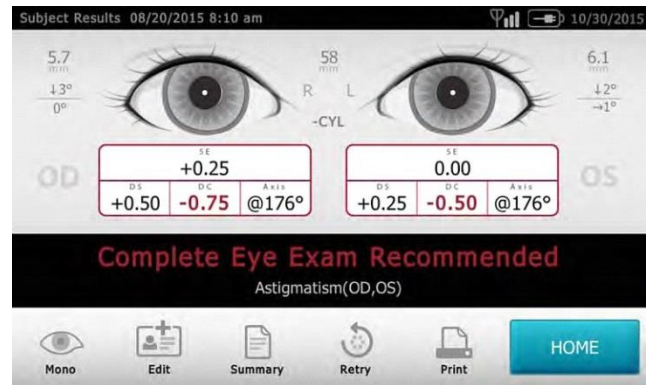 Subject Results 08/20/2015 8:10 am 10/30/2015
5.7 mm 58 mm 6.1 mm
↓3° R L ↓2°
0° -CYL →1°
OD SE SE OS
+0.25 0.00
DS DC Axis DS DC Axis
+0.50 -0.75 @176° +0.25 -0.50 @176°
Complete Eye Exam Recommended
Astigmatism(OD,OS)
Mono Edit Summary Retry Print HOME